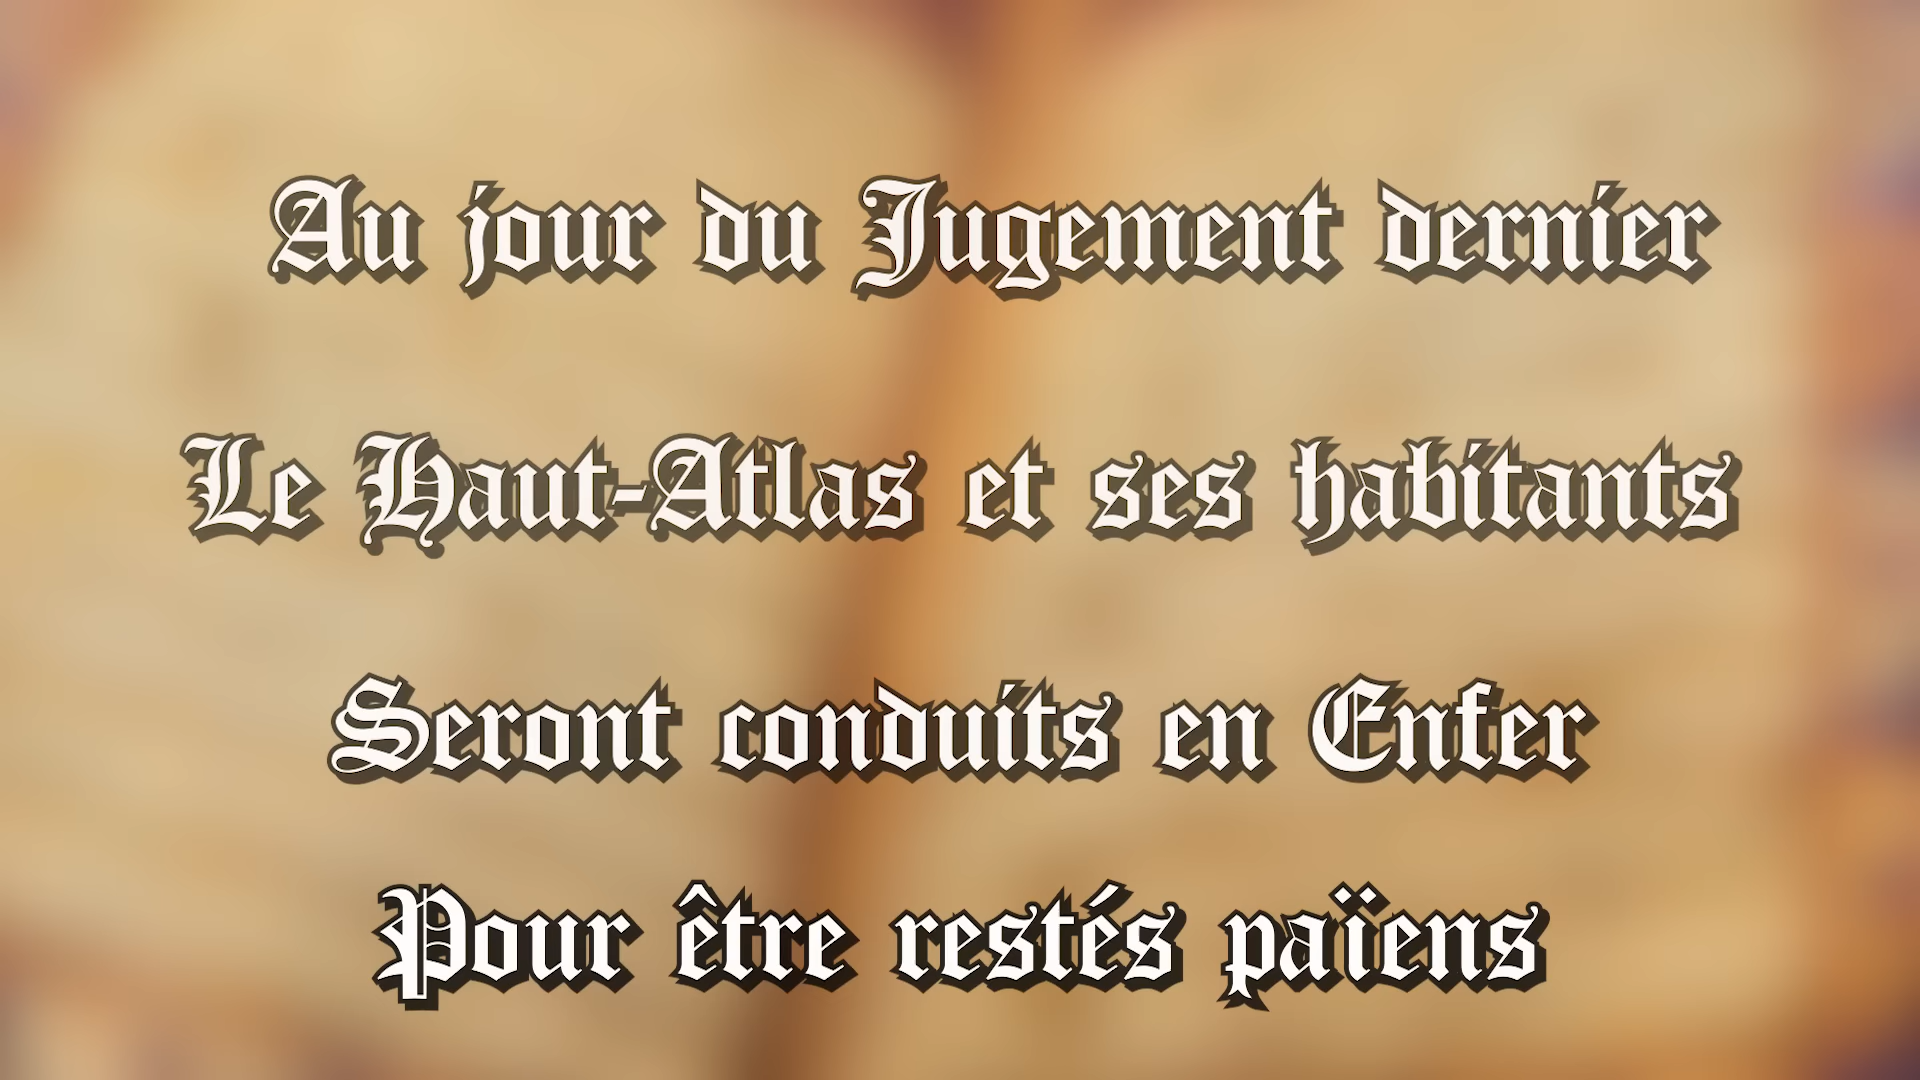 Au jour du Jugement dernier
Le Haut-Atlas et ses habitants
Seront conduits en Enfer
Pour être restés païens